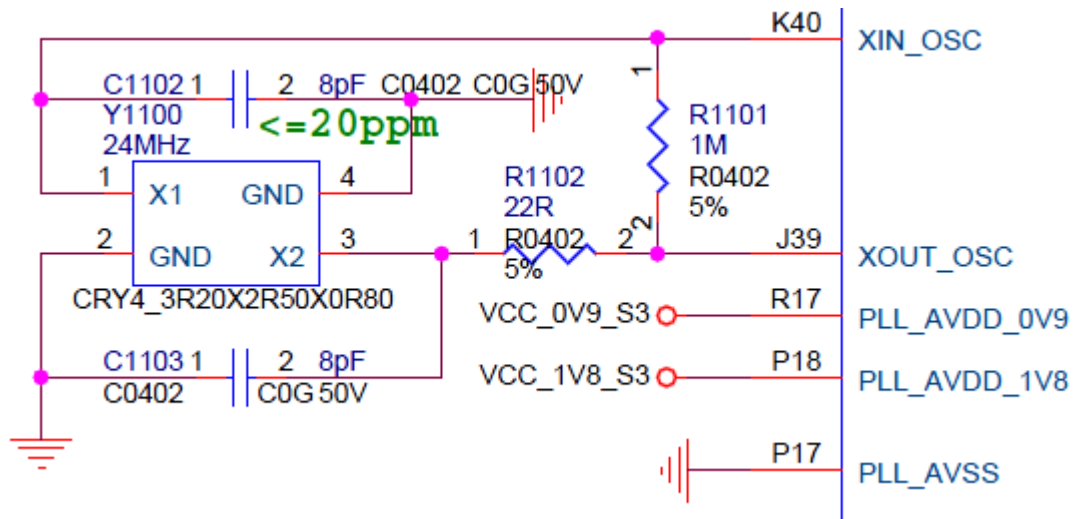 K40
XIN_OSC
C1102 1 2 8pF C0402 C0G 50V
Y1100
<=20ppm
24MHz
1
R1101
1M
R0402
5%
2
1 X1 GND 4
2 GND X2 3
CRY4_3R20X2R50X0R80
R1102
22R
1 R0402 2
5%
J39
XOUT_OSC
VCC_0V9_S3 R17
PLL_AVDD_0V9
C1103 1 2 8pF
C0402 C0G 50V
VCC_1V8_S3 P18
PLL_AVDD_1V8
P17
PLL_AVSS